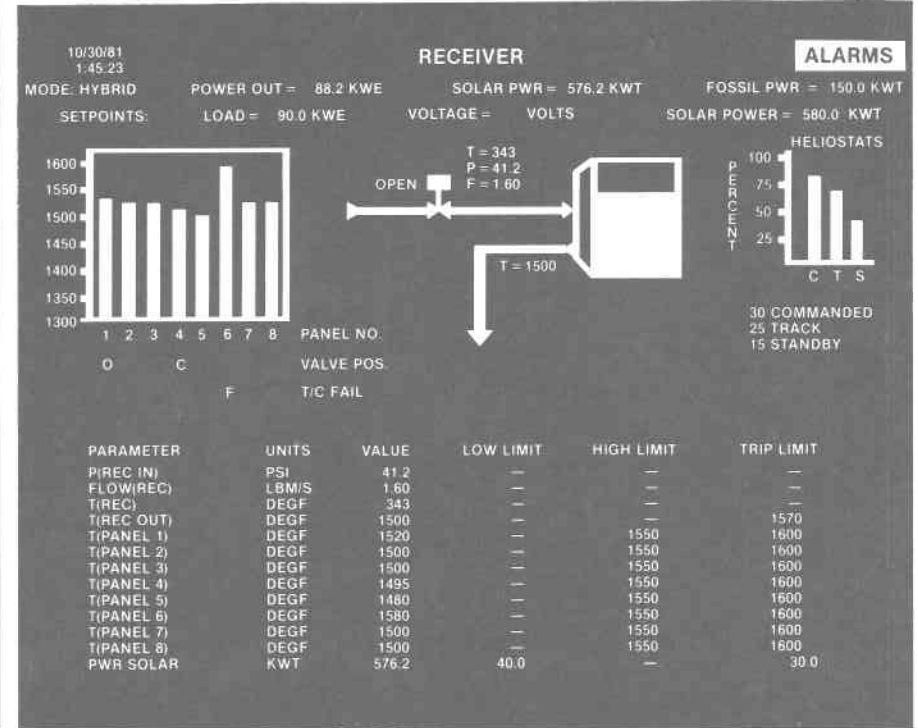 10/30/81
1:45:23
RECEIVER
ALARMS
MODE: HYBRID POWER OUT = 88.2 KWE SOLAR PWR = 576.2 KWT FOSSIL PWR = 150.0 KWT
SETPOINTS: LOAD = 90.0 KWE VOLTAGE = VOLTS SOLAR POWER = 580.0 KWT
1600
1550
1500
1450
1400
1350
1300
1 2 3 4 5 6 7 8 PANEL NO.
O C VALVE POS.
F T/C FAIL
OPEN
T = 343
P = 41.2
F = 1.60
T = 1500
HELIOSTATS
PERCENT
100
75
50
25
C T S
30 COMMANDED
25 TRACK
15 STANDBY
PARAMETER UNITS VALUE LOW LIMIT HIGH LIMIT TRIP LIMIT
P(REC IN) PSI 41.2 — — —
FLOW(REC) LBM/S 1.60 — — —
T(REC) DEGF 343 — — —
T(REC OUT) DEGF 1500 — — 1570
T(PANEL 1) DEGF 1520 — 1550 1600
T(PANEL 2) DEGF 1500 — 1550 1600
T(PANEL 3) DEGF 1500 — 1550 1600
T(PANEL 4) DEGF 1495 — 1550 1600
T(PANEL 5) DEGF 1480 — 1550 1600
T(PANEL 6) DEGF 1580 — 1550 1600
T(PANEL 7) DEGF 1500 — 1550 1600
T(PANEL 8) DEGF 1500 — 1550 1600
PWR SOLAR KWT 576.2 40.0 — 30.0